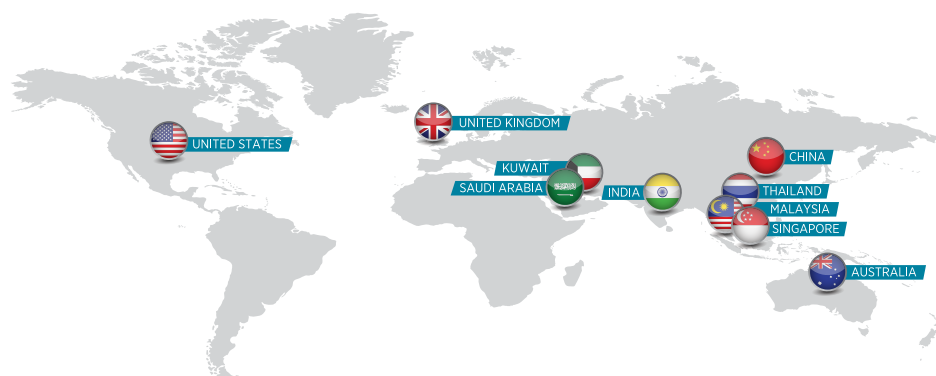 UNITED STATES
UNITED KINGDOM
KUWAIT
SAUDI ARABIA
INDIA
CHINA
THAILAND
MALAYSIA
SINGAPORE
AUSTRALIA